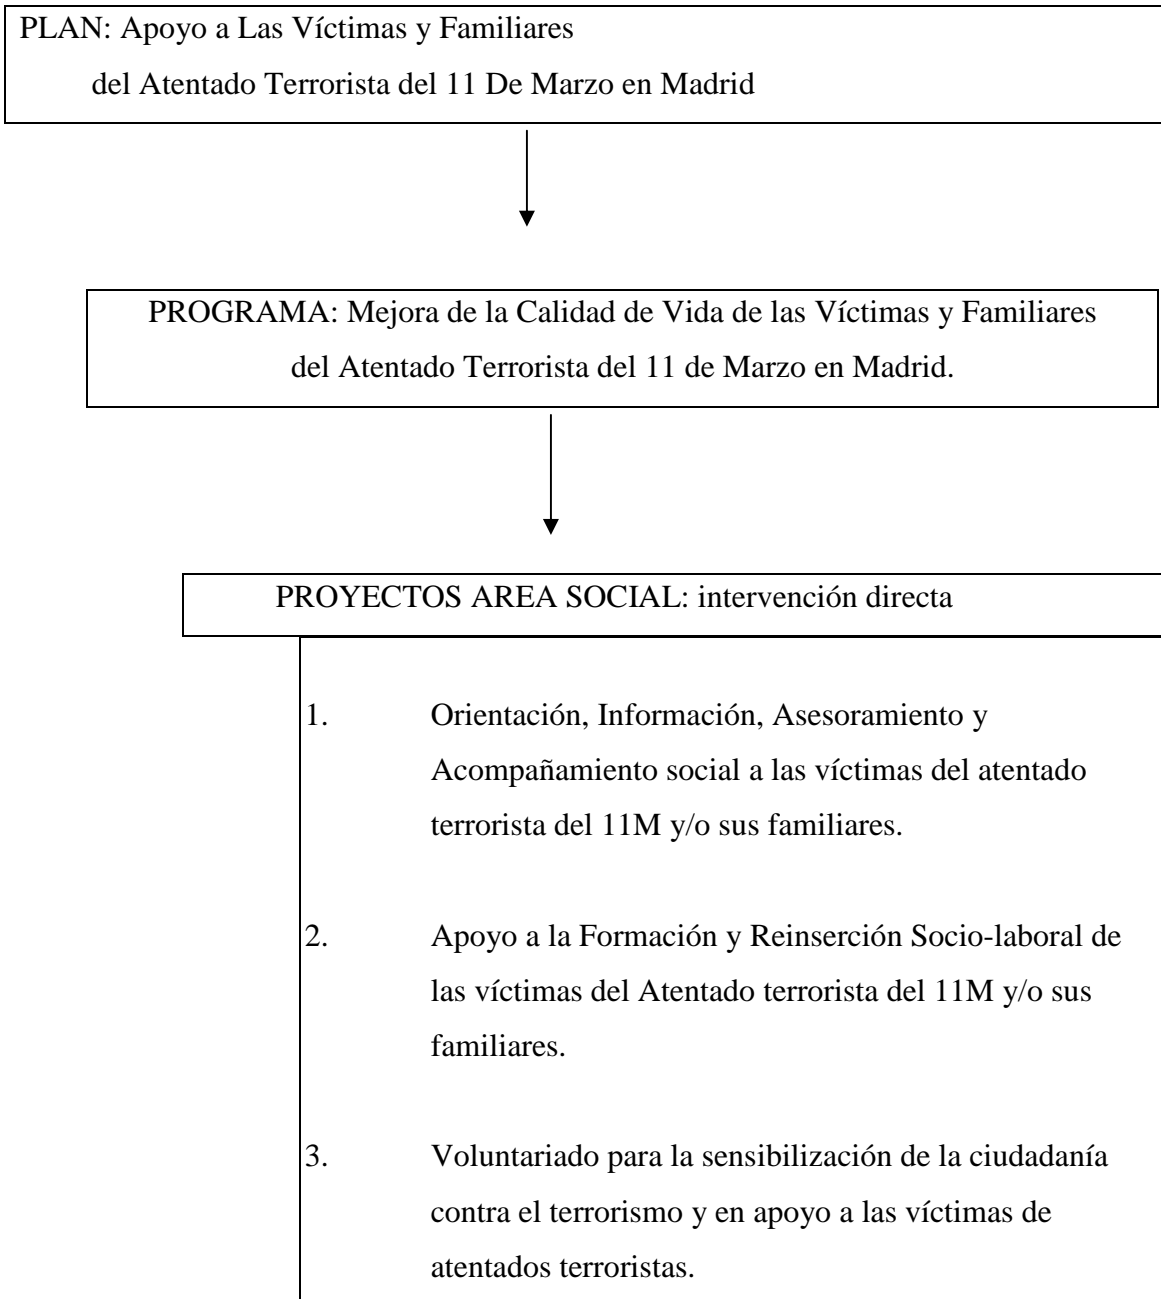 PLAN: Apoyo a Las Víctimas y Familiares
del Atentado Terrorista del 11 De Marzo en Madrid
PROGRAMA: Mejora de la Calidad de Vida de las Víctimas y Familiares
del Atentado Terrorista del 11 de Marzo en Madrid.
PROYECTOS AREA SOCIAL: intervención directa
1. Orientación, Información, Asesoramiento y
Acompañamiento social a las víctimas del atentado
terrorista del 11M y/o sus familiares.
2. Apoyo a la Formación y Reinserción Socio-laboral de
las víctimas del Atentado terrorista del 11M y/o sus
familiares.
3. Voluntariado para la sensibilización de la ciudadanía
contra el terrorismo y en apoyo a las víctimas de
atentados terroristas.